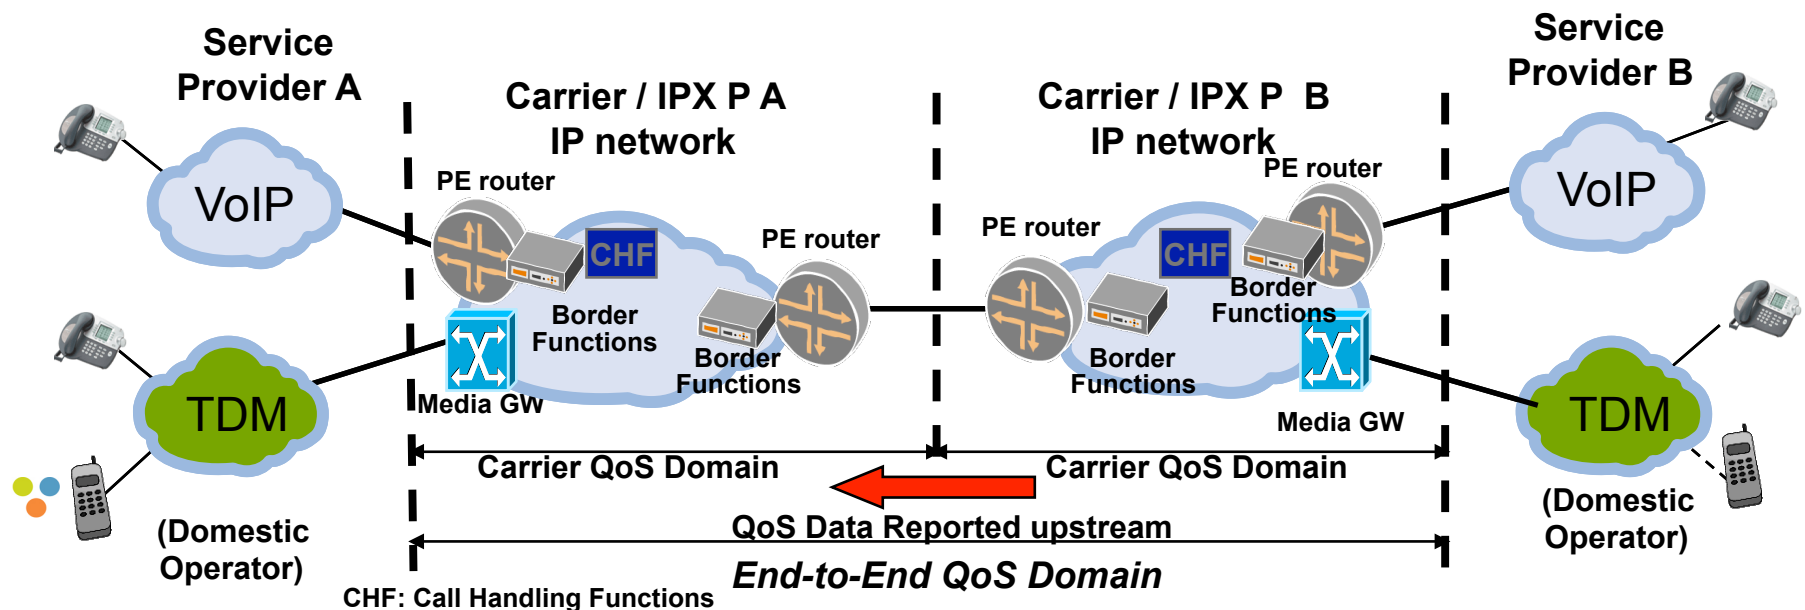 Service
Provider A
Carrier / IPX P A
IP network
Carrier / IPX P  B
IP network
Service
Provider B
VoIP
PE router
CHF
Border
Functions
PE router
Border
Functions
PE router
Border
Functions
CHF
PE router
Border
Functions
VoIP
TDM
Media GW
Media GW
TDM
Carrier QoS Domain
Carrier QoS Domain
(Domestic
Operator)
(Domestic
Operator)
QoS Data Reported upstream
End-to-End QoS Domain
CHF: Call Handling Functions